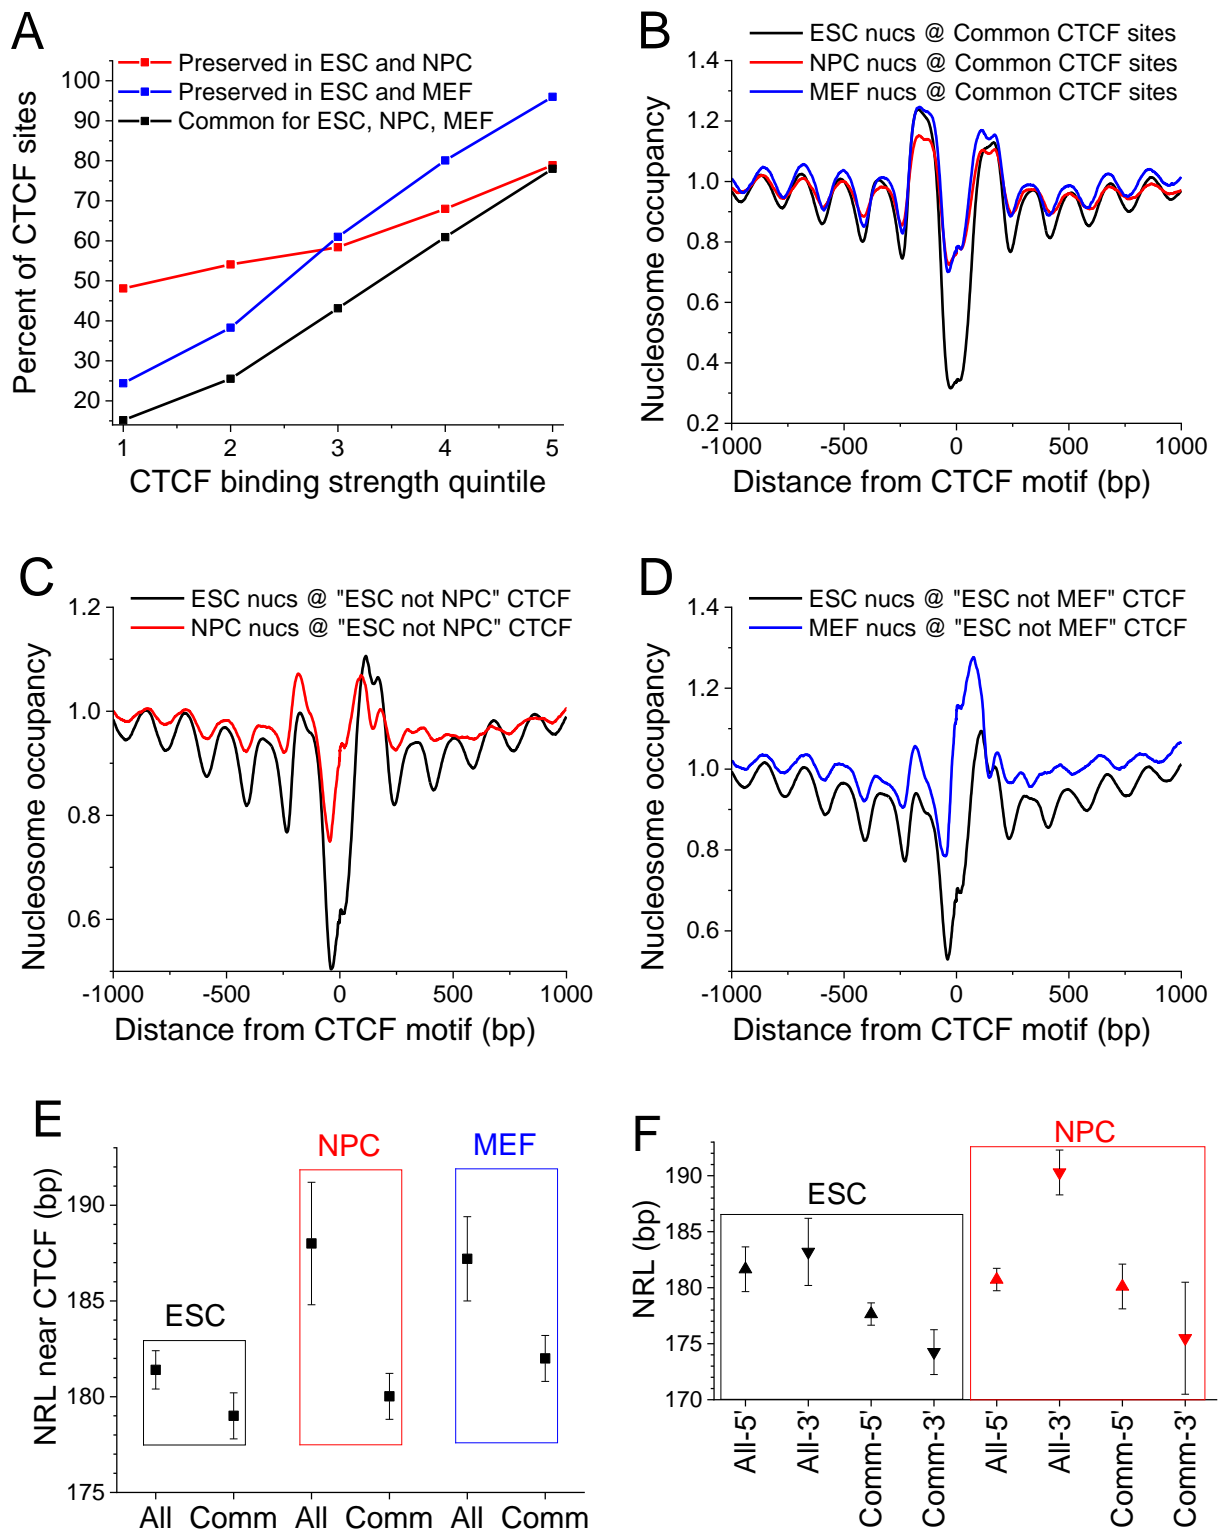 A
Preserved in ESC and NPC
Preserved in ESC and MEF
Common for ESC, NPC, MEF
Percent of CTCF sites
100
90
80
70
60
50
40
30
20
1 2 3 4 5
CTCF binding strength quintile
B
ESC nucs @ Common CTCF sites
NPC nucs @ Common CTCF sites
MEF nucs @ Common CTCF sites
Nucleosome occupancy
1.4
1.2
1.0
0.8
0.6
0.4
0.2
-1000 -500 0 500 1000
Distance from CTCF motif (bp)
C
ESC nucs @ "ESC not NPC" CTCF
NPC nucs @ "ESC not NPC" CTCF
Nucleosome occupancy
1.2
1.0
0.8
0.6
-1000 -500 0 500 1000
Distance from CTCF motif (bp)
D
ESC nucs @ "ESC not MEF" CTCF
MEF nucs @ "ESC not MEF" CTCF
Nucleosome occupancy
1.4
1.2
1.0
0.8
0.6
-1000 -500 0 500 1000
Distance from CTCF motif (bp)
E
NRL near CTCF (bp)
190
185
180
175
ESC
NPC
MEF
All Comm All Comm All Comm
F
NRL (bp)
190
185
180
175
170
ESC
NPC
All-5'
All-3'
Comm-5'
Comm-3'
All-5'
All-3'
Comm-5'
Comm-3'